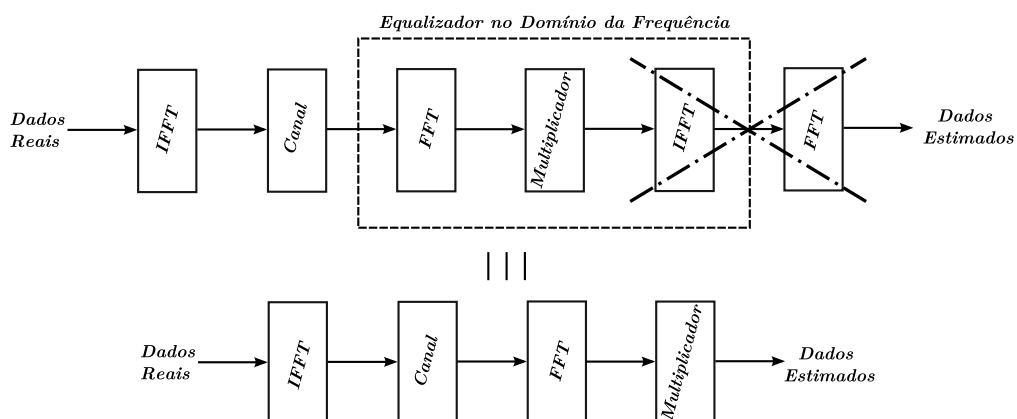 Equalizador no Domínio da Frequência
Dados
Reais
IFFT
Canal
FFT
Multiplicador
IFFT
FFT
Dados
Estimados
Dados
Reais
IFFT
Canal
FFT
Multiplicador
Dados
Estimados